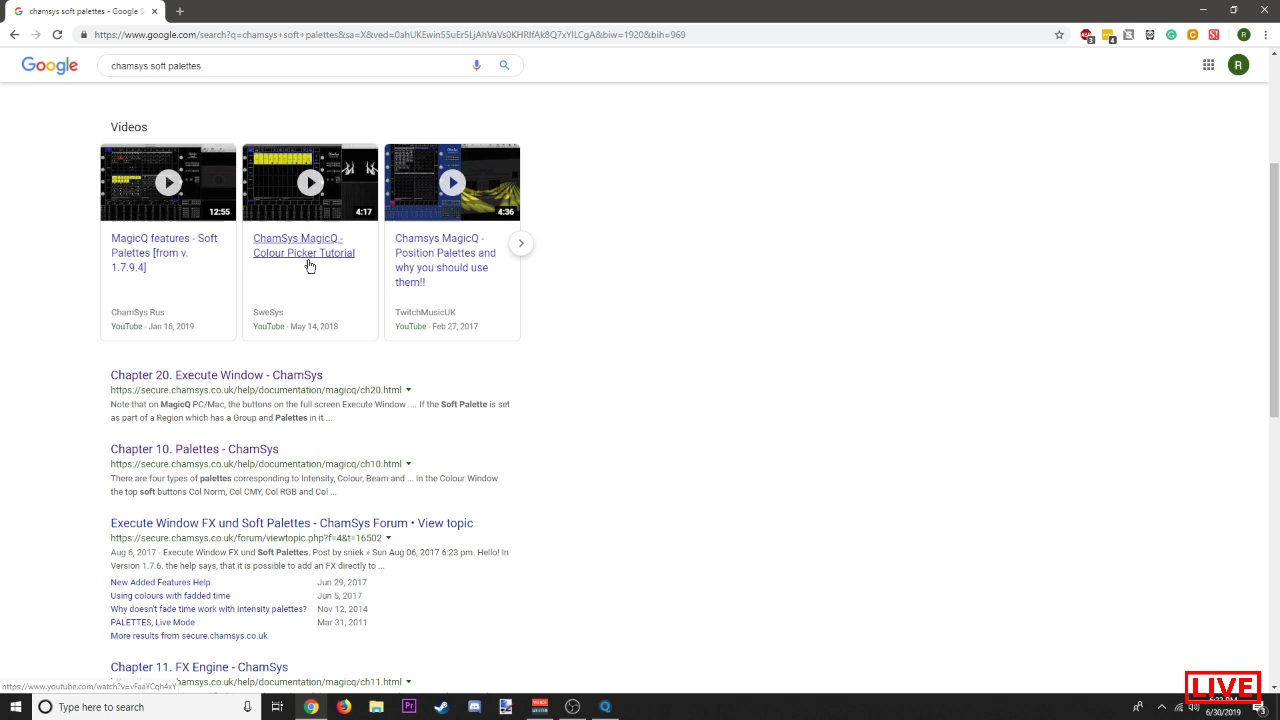 chamsys soft palettes -
https://www.google.com/search?q=chamsys+soft+palettes&sa=X&ved=0ahUKEwin55uEr5LjAhVaVs0KHRIfAk8Q7xYILCgA&biw=1920&bih=969
3
4
R
Google
chamsys soft palettes
R
Videos
12:55
4:17
4:36
MagicQ features - Soft
Palettes [from v.
1.7.9.4]
ChamSys Rus
YouTube - Jan 16, 2019
ChamSys MagicQ -
Colour Picker Tutorial
SweSys
YouTube - May 14, 2018
Chamsys MagicQ -
Position Palettes and
why you should use
them!!
TwitchMusicUK
YouTube - Feb 27, 2017
Chapter 20. Execute Window - ChamSys
https://secure.chamsys.co.uk/help/documentation/magicq/ch20.html
Note that on MagicQ PC/Mac, the buttons on the full screen Execute Window .... If the Soft Palette is set
as part of a Region which has a Group and Palettes in it ...
Chapter 10. Palettes - ChamSys
https://secure.chamsys.co.uk/help/documentation/magicq/ch10.html
There are four types of palettes corresponding to Intensity, Colour, Beam and ... In the Colour Window
the top soft buttons Col Norm, Col CMY, Col RGB and Col ...
Execute Window FX und Soft Palettes - ChamSys Forum • View topic
https://secure.chamsys.co.uk/forum/viewtopic.php?f=4&t=16502
Aug 6, 2017 - Execute Window FX und Soft Palettes. Post by sniek » Sun Aug 06, 2017 6:23 pm. Hello! In
Version 1.7.6. the help says, that it is possible to add an FX directly to ...
New Added Features Help Jun 29, 2017
Using colours with fadded time Jun 5, 2017
Why doesn't fade time work with intensity palettes? Nov 12, 2014
PALETTES, Live Mode Mar 31, 2011
More results from secure.chamsys.co.uk
Chapter 11. FX Engine - ChamSys
https://secure.chamsys.co.uk/help/documentation/magicq/ch11.html
https://www.youtube.com/watch?v=vFaaYCqh4xY
LIVE
Type here to search
6/30/2019
3